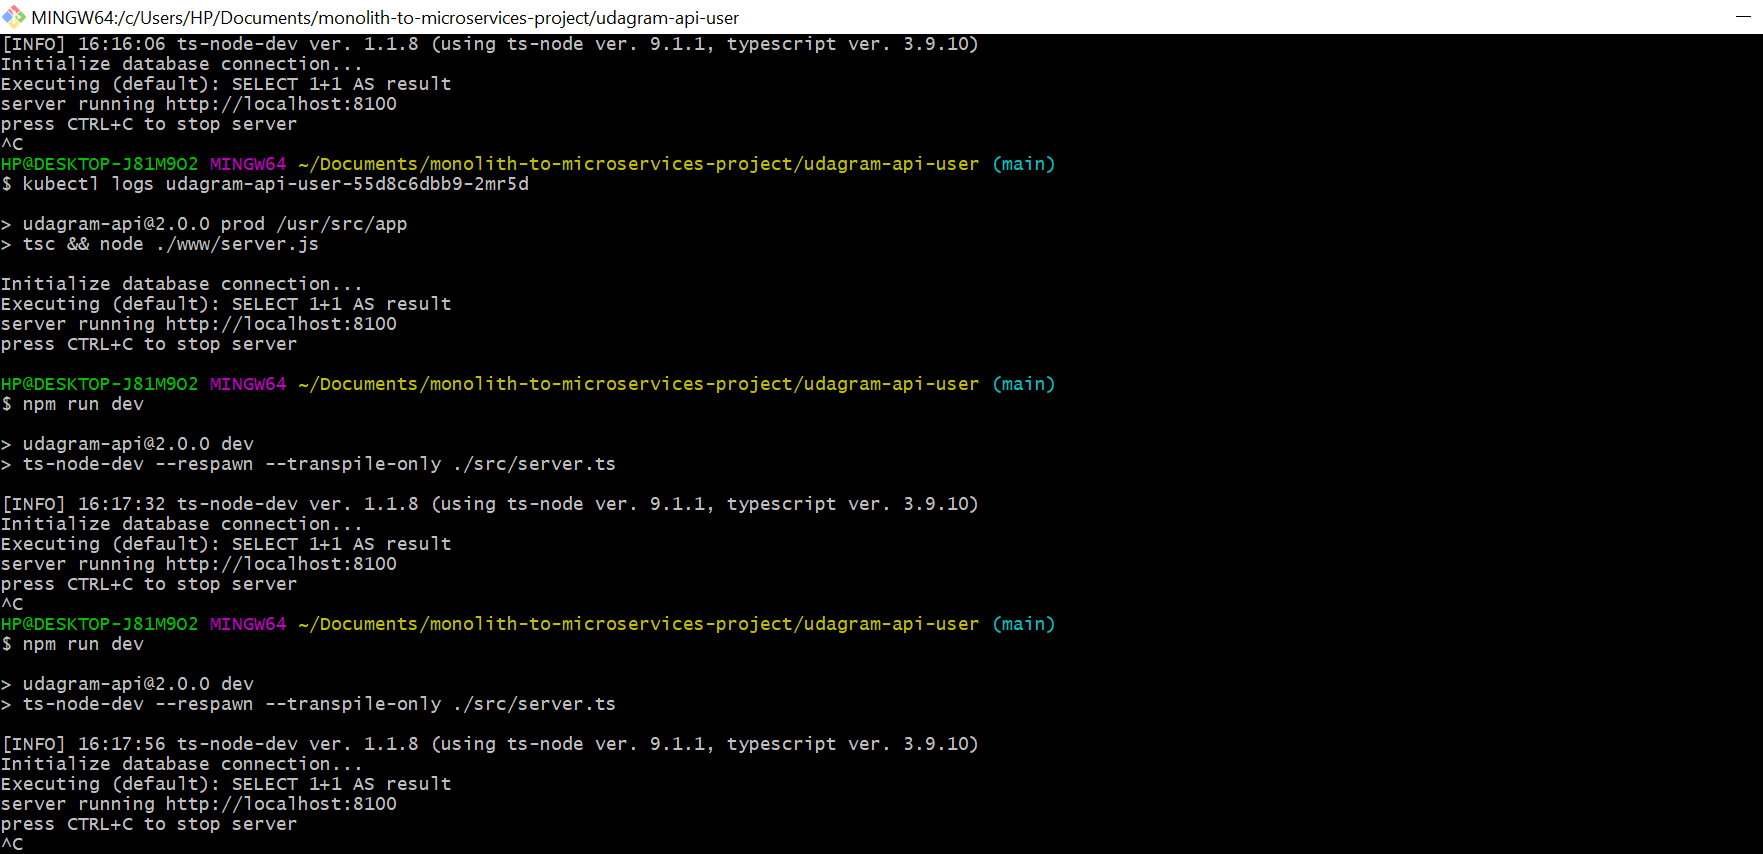 MINGW64:/c/Users/HP/Documents/monolith-to-microservices-project/udagram-api-user
[INFO] 16:16:06 ts-node-dev ver. 1.1.8 (using ts-node ver. 9.1.1, typescript ver. 3.9.10)
Initialize database connection...
Executing (default): SELECT 1+1 AS result
server running http://localhost:8100
press CTRL+C to stop server
^C
HP@DESKTOP-J81M9O2 MINGW64 ~/Documents/monolith-to-microservices-project/udagram-api-user (main)
$ kubectl logs udagram-api-user-55d8c6dbb9-2mr5d
> udagram-api@2.0.0 prod /usr/src/app
> tsc && node ./www/server.js
Initialize database connection...
Executing (default): SELECT 1+1 AS result
server running http://localhost:8100
press CTRL+C to stop server
HP@DESKTOP-J81M9O2 MINGW64 ~/Documents/monolith-to-microservices-project/udagram-api-user (main)
$ npm run dev
> udagram-api@2.0.0 dev
> ts-node-dev --respawn --transpile-only ./src/server.ts
[INFO] 16:17:32 ts-node-dev ver. 1.1.8 (using ts-node ver. 9.1.1, typescript ver. 3.9.10)
Initialize database connection...
Executing (default): SELECT 1+1 AS result
server running http://localhost:8100
press CTRL+C to stop server
^C
HP@DESKTOP-J81M9O2 MINGW64 ~/Documents/monolith-to-microservices-project/udagram-api-user (main)
$ npm run dev
> udagram-api@2.0.0 dev
> ts-node-dev --respawn --transpile-only ./src/server.ts
[INFO] 16:17:56 ts-node-dev ver. 1.1.8 (using ts-node ver. 9.1.1, typescript ver. 3.9.10)
Initialize database connection...
Executing (default): SELECT 1+1 AS result
server running http://localhost:8100
press CTRL+C to stop server
^C